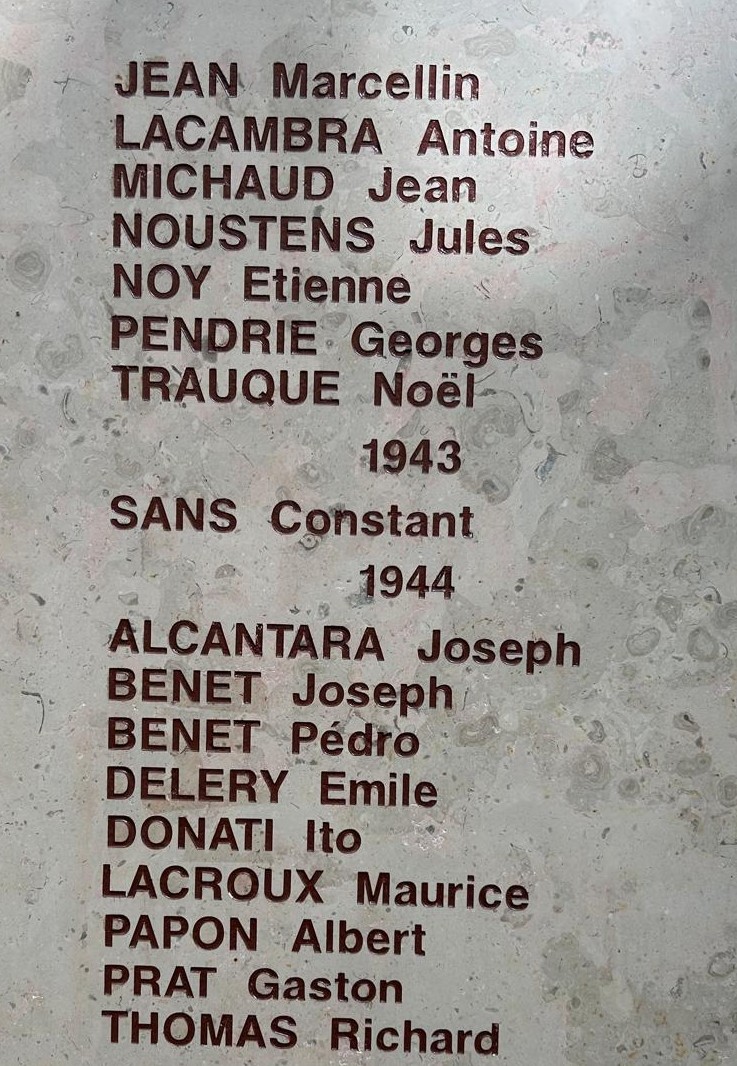 JEAN Marcellin
LACAMBRA Antoine
MICHAUD Jean
NOUSTENS Jules
NOY Etienne
PENDRIE Georges
TRAUQUE Noël
1943
SANS Constant
1944
ALCANTARA Joseph
BENET Joseph
BENET Pédro
DELERY Emile
DONATI Ito
LACROUX Maurice
PAPON Albert
PRAT Gaston
THOMAS Richard